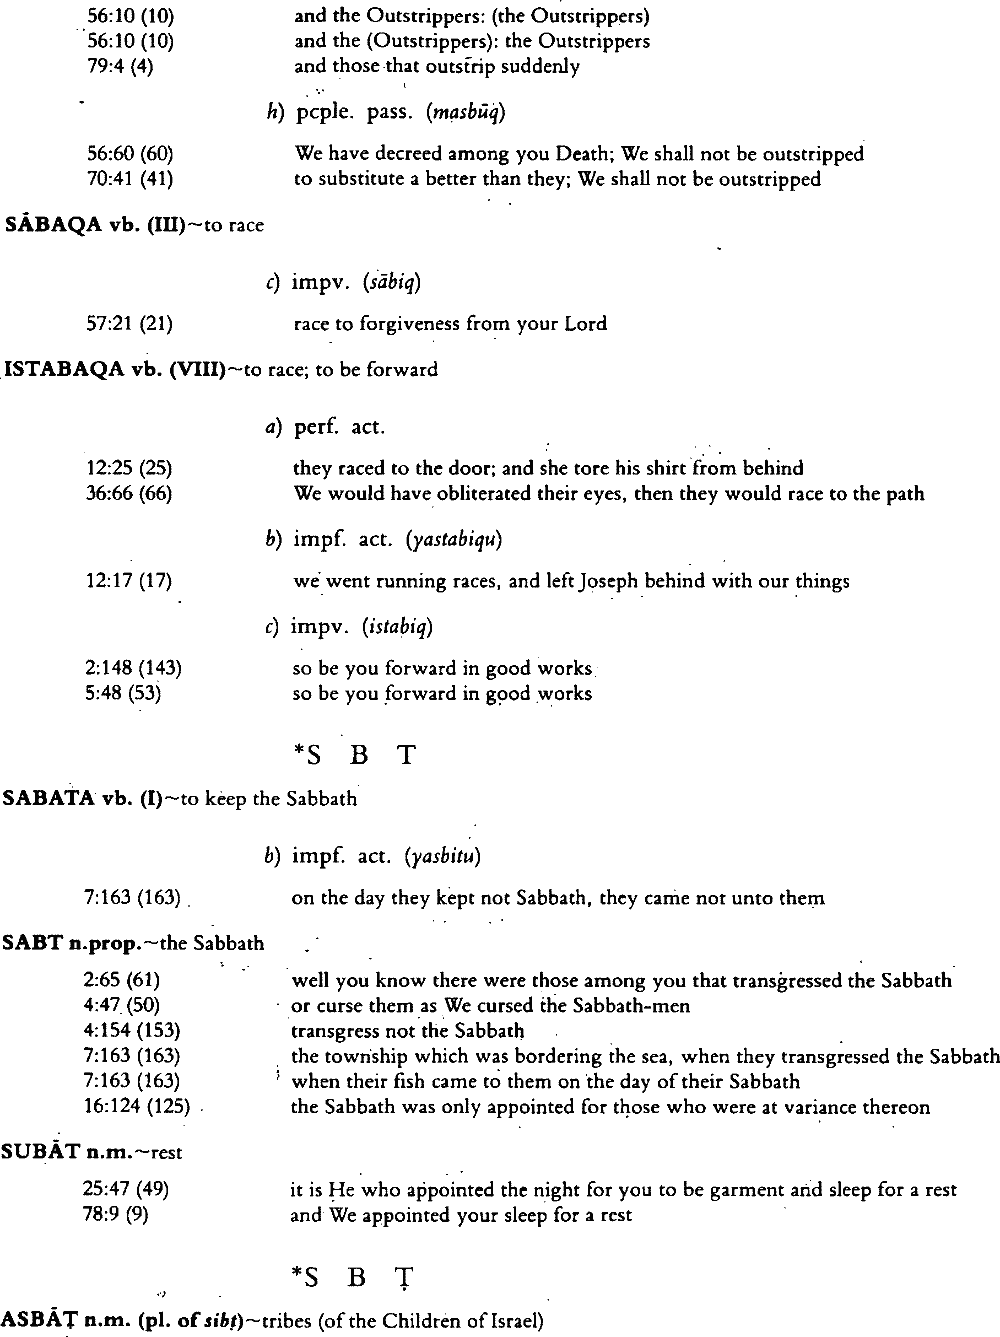 56:10 (10) and the Outstrippers: (the Outstrippers)
56:10 (10) and the (Outstrippers): the Outstrippers
79:4 (4) and those that outstrip suddenly
h) pcple. pass. (masbūq)
56:60 (60) We have decreed among you Death; We shall not be outstripped
70:41 (41) to substitute a better than they; We shall not be outstripped
SĀBAQA vb. (III)~to race
c) impv. (sābiq)
57:21 (21) race to forgiveness from your Lord
ISTABAQA vb. (VIII)~to race; to be forward
a) perf. act.
12:25 (25) they raced to the door; and she tore his shirt from behind
36:66 (66) We would have obliterated their eyes, then they would race to the path
b) impf. act. (yastabiqu)
12:17 (17) we went running races, and left Joseph behind with our things
c) impv. (istabiq)
2:148 (143) so be you forward in good works
5:48 (53) so be you forward in good works
*S B T
SABATA vb. (I)~to keep the Sabbath
b) impf. act. (yasbitu)
7:163 (163) on the day they kept not Sabbath, they came not unto them
SABT n.prop.~the Sabbath
2:65 (61) well you know there were those among you that transgressed the Sabbath
4:47 (50) or curse them as We cursed the Sabbath-men
4:154 (153) transgress not the Sabbath
7:163 (163) the township which was bordering the sea, when they transgressed the Sabbath
7:163 (163) when their fish came to them on the day of their Sabbath
16:124 (125) the Sabbath was only appointed for those who were at variance thereon
SUBĀT n.m.~rest
25:47 (49) it is He who appointed the night for you to be garment and sleep for a rest
78:9 (9) and We appointed your sleep for a rest
*S B Ṭ
ASBĀṬ n.m. (pl. of sibṭ)~tribes (of the Children of Israel)